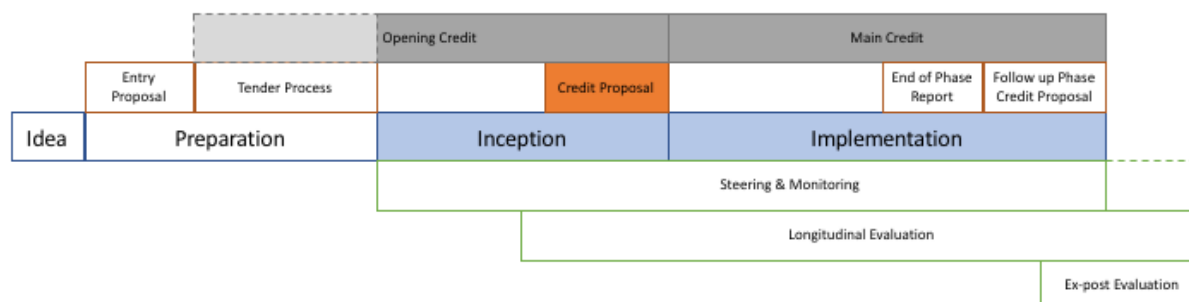 Opening Credit
Main Credit
Entry
Proposal
Tender Process
Credit Proposal
End of Phase
Report
Follow up Phase
Credit Proposal
Idea
Preparation
Inception
Implementation
Steering & Monitoring
Longitudinal Evaluation
Ex-post Evaluation